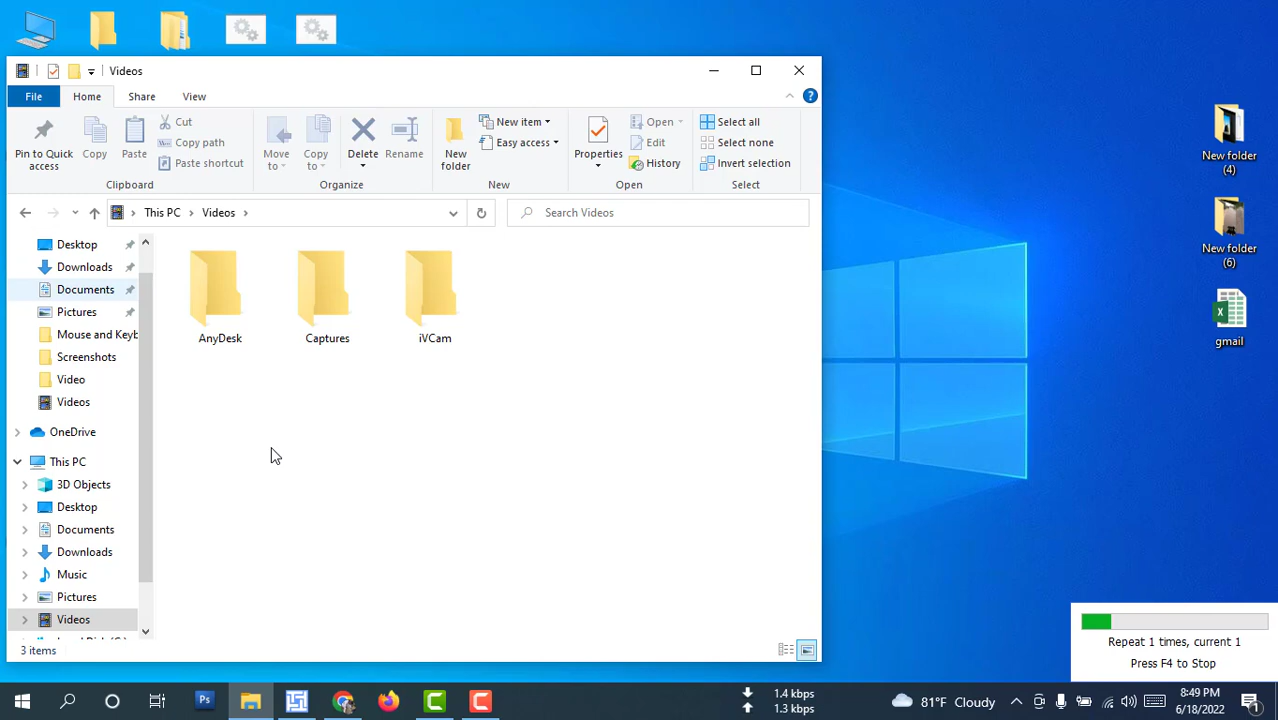 Videos
File Home Share View
Pin to Quick access
Copy
Paste
Cut
Copy path
Paste shortcut
Clipboard
Move to
Copy to
Delete
Rename
Organize
New folder
New item
Easy access
New
Properties
Open
Edit
History
Open
Select all
Select none
Invert selection
Select
This PC > Videos >
Search Videos
Desktop
Downloads
Documents
Pictures
Mouse and Keyb
Screenshots
Video
Videos
OneDrive
This PC
3D Objects
Desktop
Documents
Downloads
Music
Pictures
Videos
AnyDesk
Captures
iVCam
3 items
New folder (4)
New folder (6)
gmail
Repeat 1 times, current 1
Press F4 to Stop
Ps
1.4 kbps
1.3 kbps
81°F Cloudy
8:49 PM
6/18/2022
1